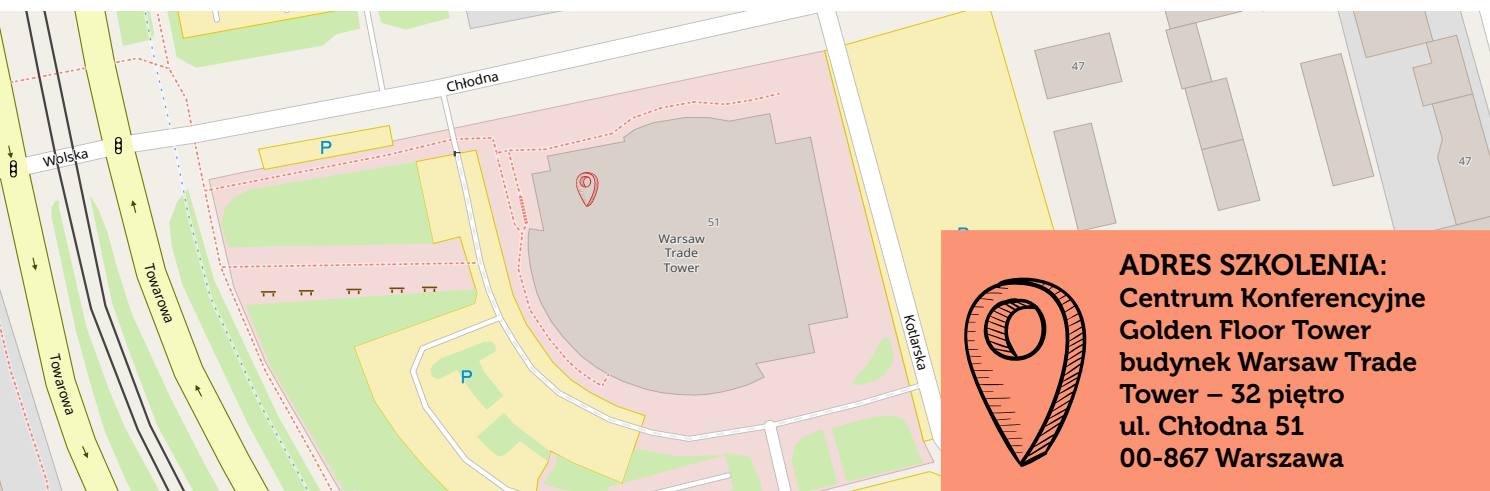 Chłodna
Wolska
P
47
47
51
Warsaw
Trade
Tower
Towarowa
Towarowa
Kotlarska
P
ADRES SZKOLENIA:
Centrum Konferencyjne
Golden Floor Tower
budynek Warsaw Trade
Tower – 32 piętro
ul. Chłodna 51
00-867 Warszawa